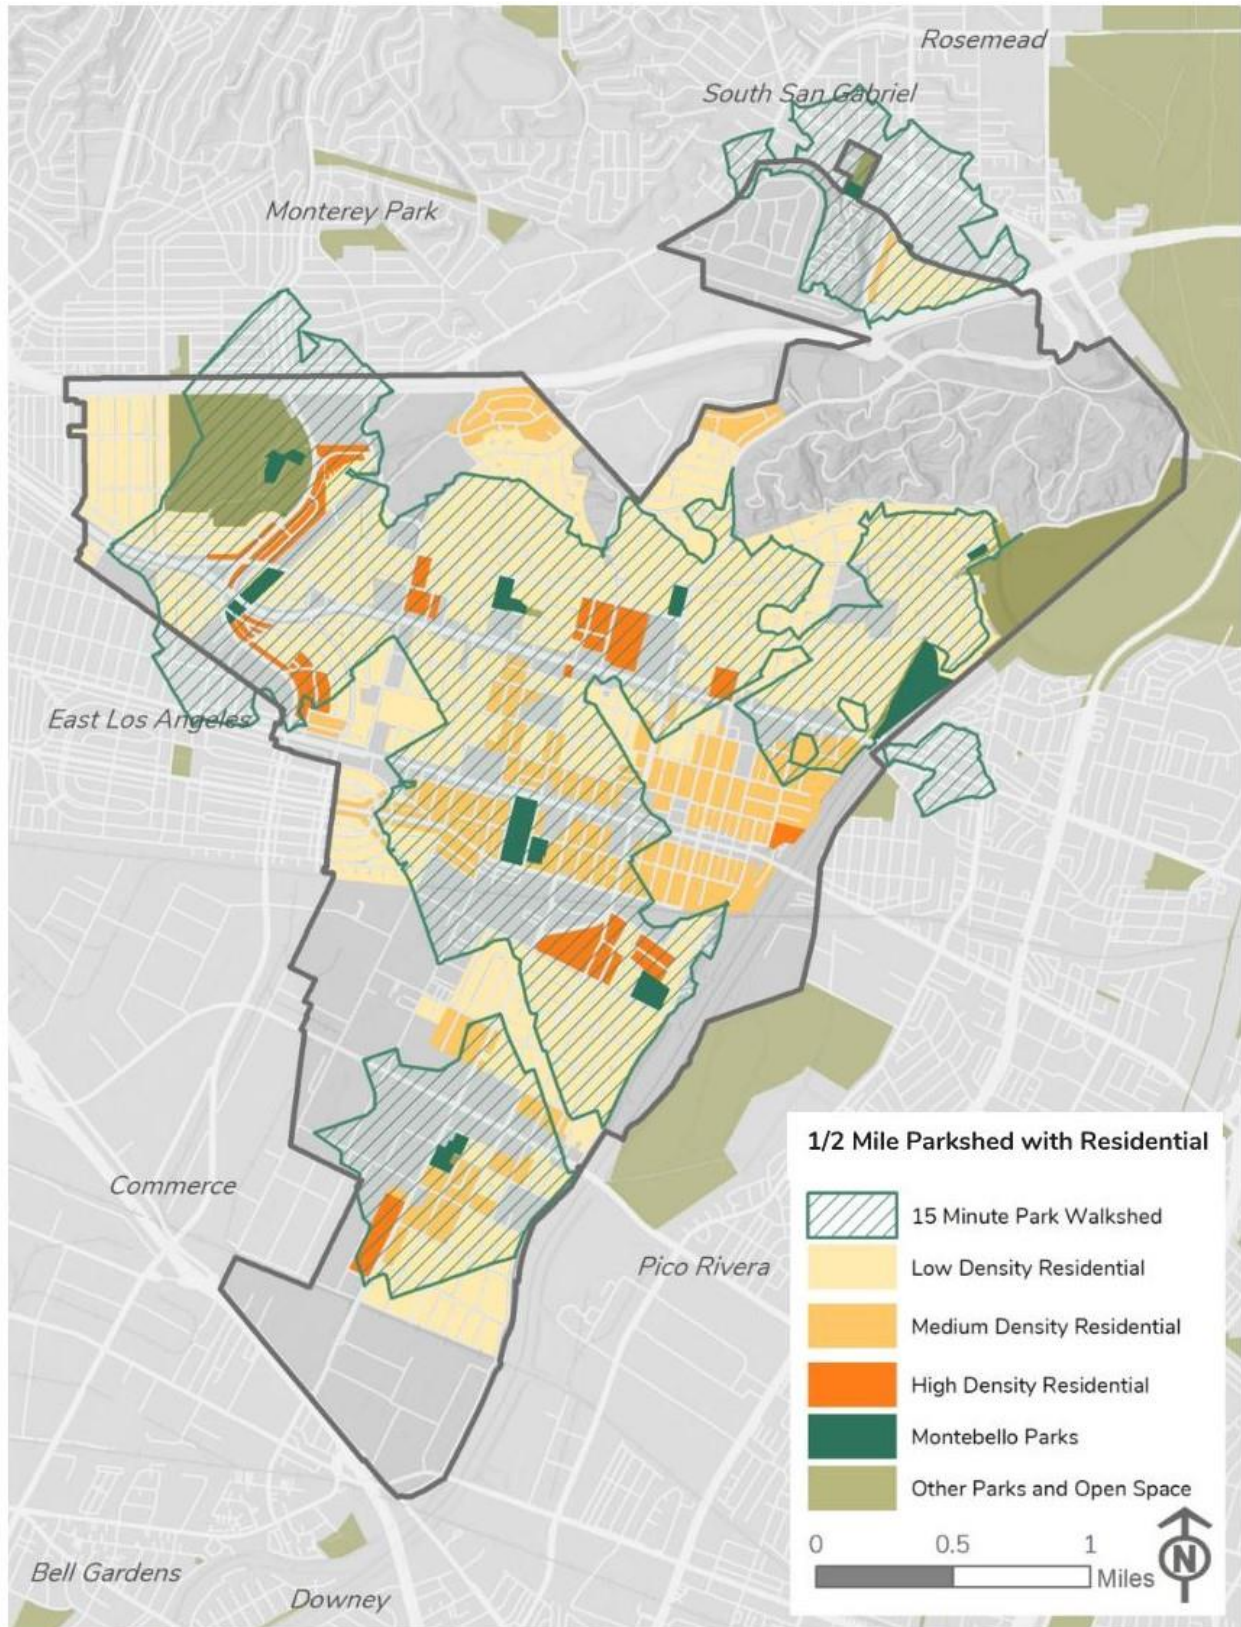 Rosemead
South San Gabriel
Monterey Park
East Los Angeles
Commerce
Pico Rivera
Bell Gardens
Downey
1/2 Mile Parkshed with Residential
15 Minute Park Walkshed
Low Density Residential
Medium Density Residential
High Density Residential
Montebello Parks
Other Parks and Open Space
0 0.5 1
Miles
N